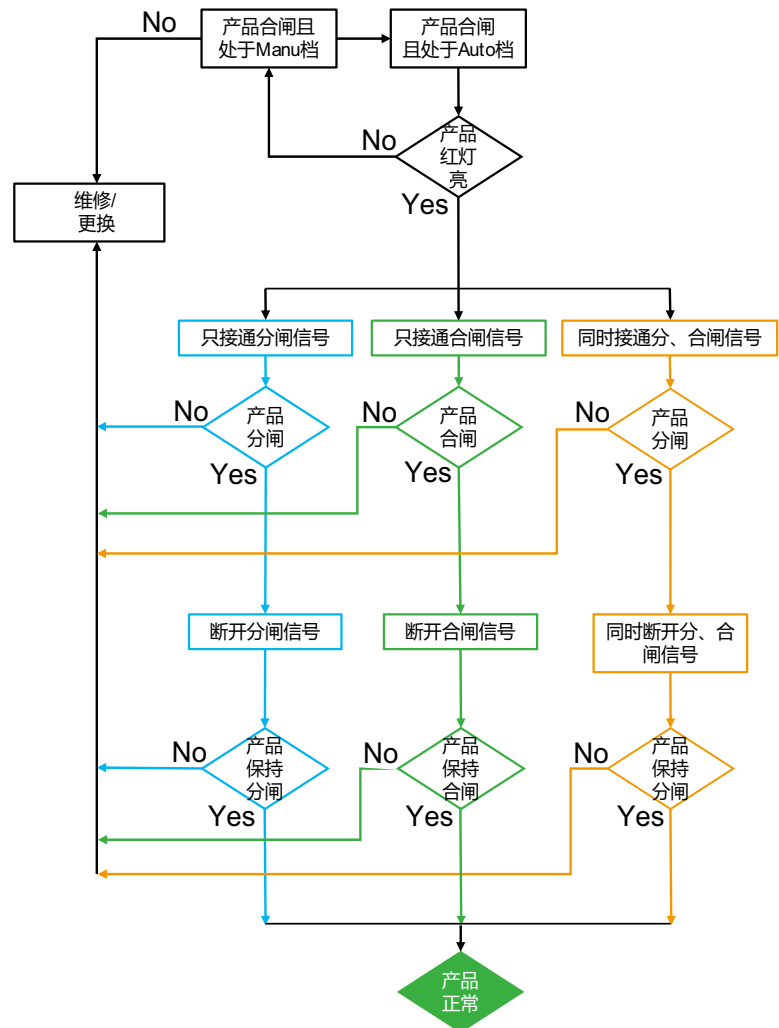 No
产品合闸且
处于Manu档
产品合闸
且处于Auto档
No
产品
红灯
亮
Yes
维修/
更换
只接通分闸信号
只接通合闸信号
同时接通分、合闸信号
No
产品
分闸
Yes
No
产品
合闸
Yes
No
产品
分闸
Yes
断开分闸信号
断开合闸信号
同时断开分、合
闸信号
No
产品
保持
分闸
Yes
No
产品
保持
合闸
Yes
No
产品
保持
分闸
Yes
产品
正常